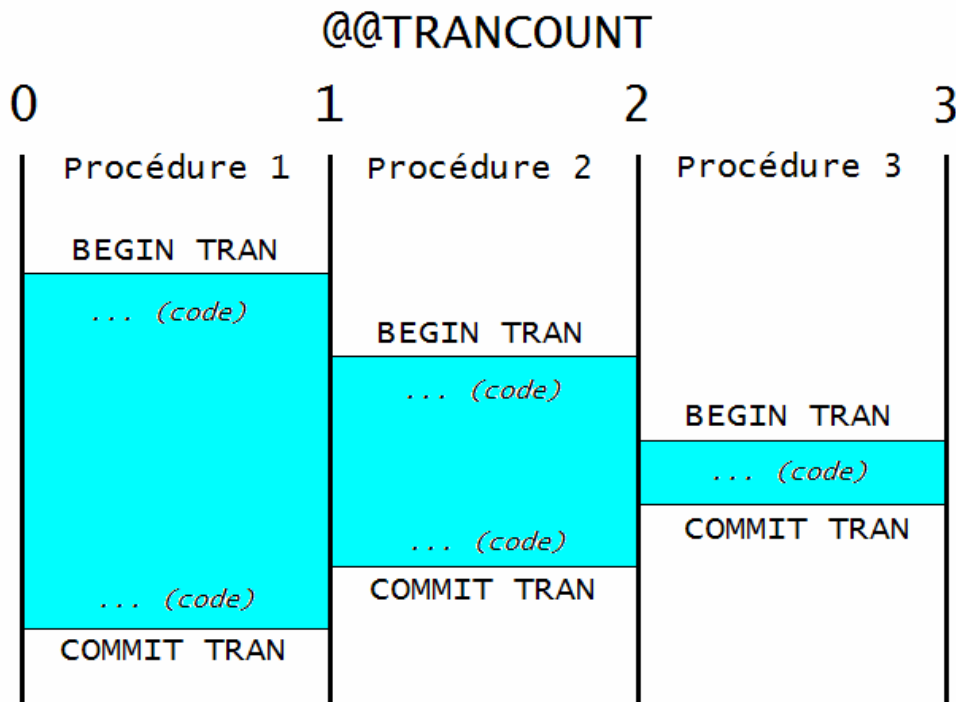 @@TRANCOUNT
0 1 2 3
Procédure 1 Procédure 2 Procédure 3
BEGIN TRAN
... (code)
BEGIN TRAN
... (code)
BEGIN TRAN
... (code)
COMMIT TRAN
... (code)
COMMIT TRAN
... (code)
COMMIT TRAN